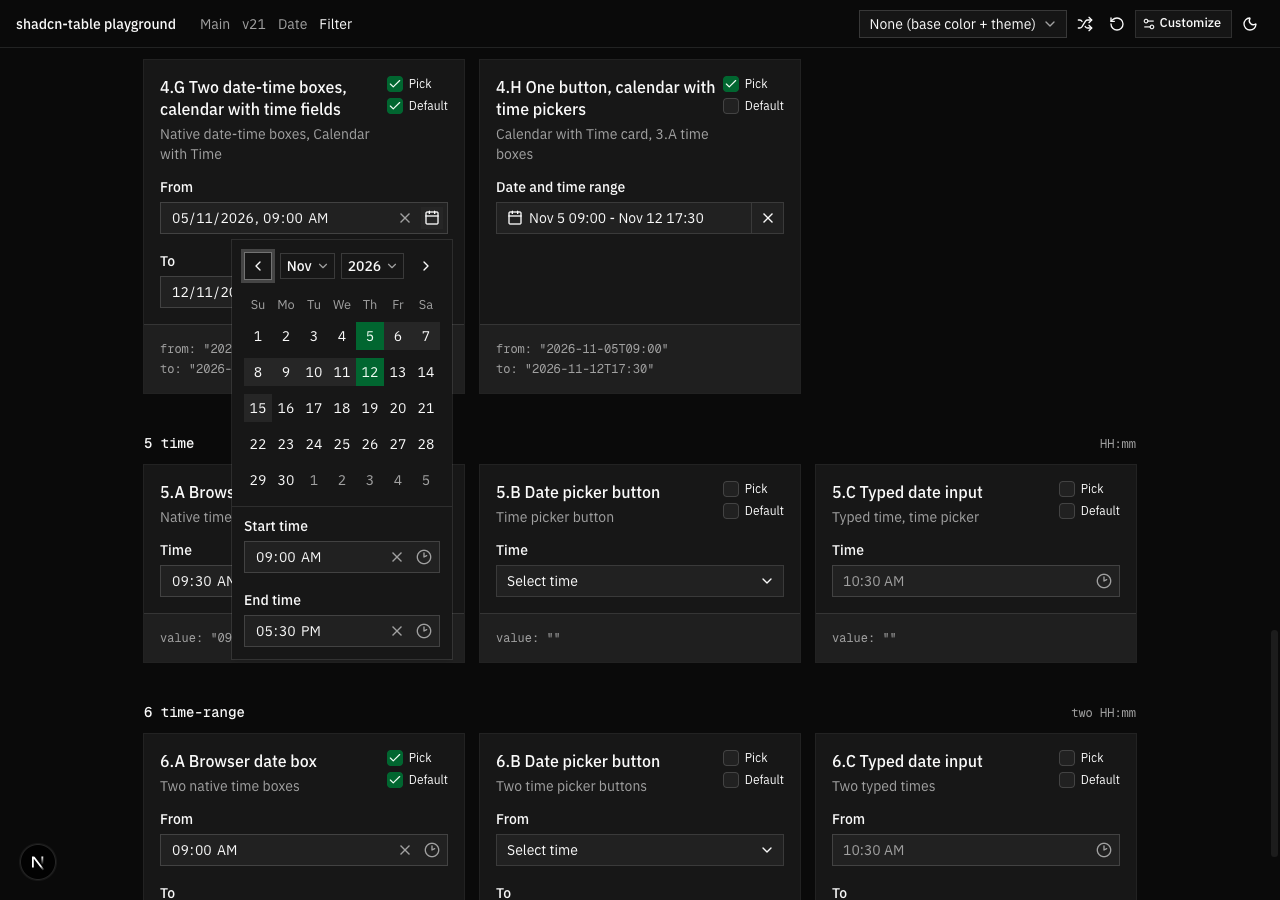 shadcn-table playground
Main
v21
Date
Filter
None (base color + theme)
Customize
4.G Two date-time boxes,
calendar with time fields
Pick
Default
Native date-time boxes, Calendar
with Time
From
05/11/2026, 09:00 AM
To
12/11/20
from: "202
to: "2026-
Nov
2026
Su Mo Tu We Th Fr Sa
1 2 3 4 5 6 7
8 9 10 11 12 13 14
15 16 17 18 19 20 21
22 23 24 25 26 27 28
29 30 1 2 3 4 5
Start time
09:00 AM
End time
05:30 PM
4.H One button, calendar with
time pickers
Pick
Default
Calendar with Time card, 3.A time
boxes
Date and time range
Nov 5 09:00 - Nov 12 17:30
from: "2026-11-05T09:00"
to: "2026-11-12T17:30"
5 time
HH:mm
5.A Brows
Native time
Time
09:30 AM
value: "09
5.B Date picker button
Pick
Default
Time picker button
Time
Select time
value: ""
5.C Typed date input
Pick
Default
Typed time, time picker
Time
10:30 AM
value: ""
6 time-range
two HH:mm
6.A Browser date box
Pick
Default
Two native time boxes
From
09:00 AM
To
6.B Date picker button
Pick
Default
Two time picker buttons
From
Select time
To
6.C Typed date input
Pick
Default
Two typed times
From
10:30 AM
To
N